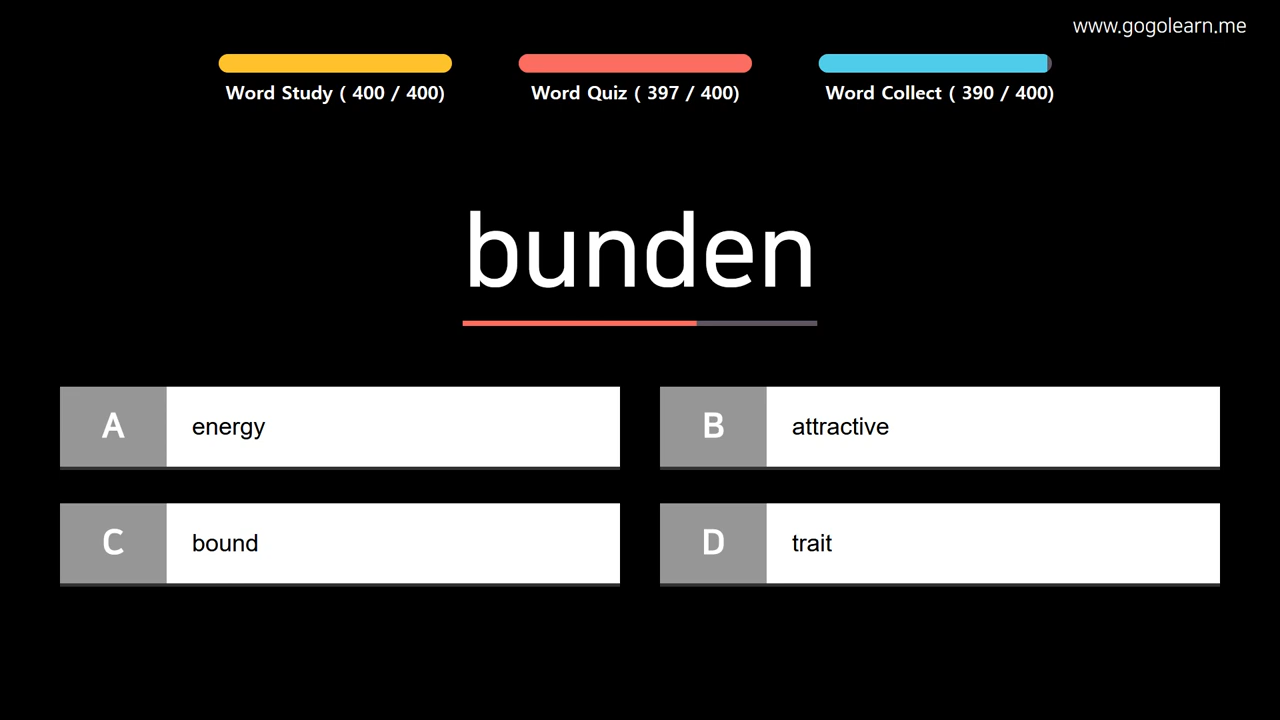 www.gogolearn.me
Word Study ( 400 / 400)
Word Quiz ( 397 / 400)
Word Collect ( 390 / 400)
bunden
A energy
B attractive
C bound
D trait